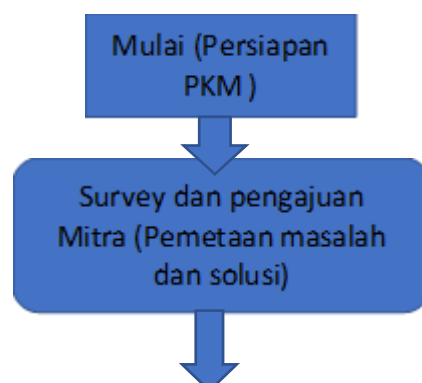 Mulai (Persiapan
PKM )
Survey dan pengajuan
Mitra (Pemetaan masalah
dan solusi)